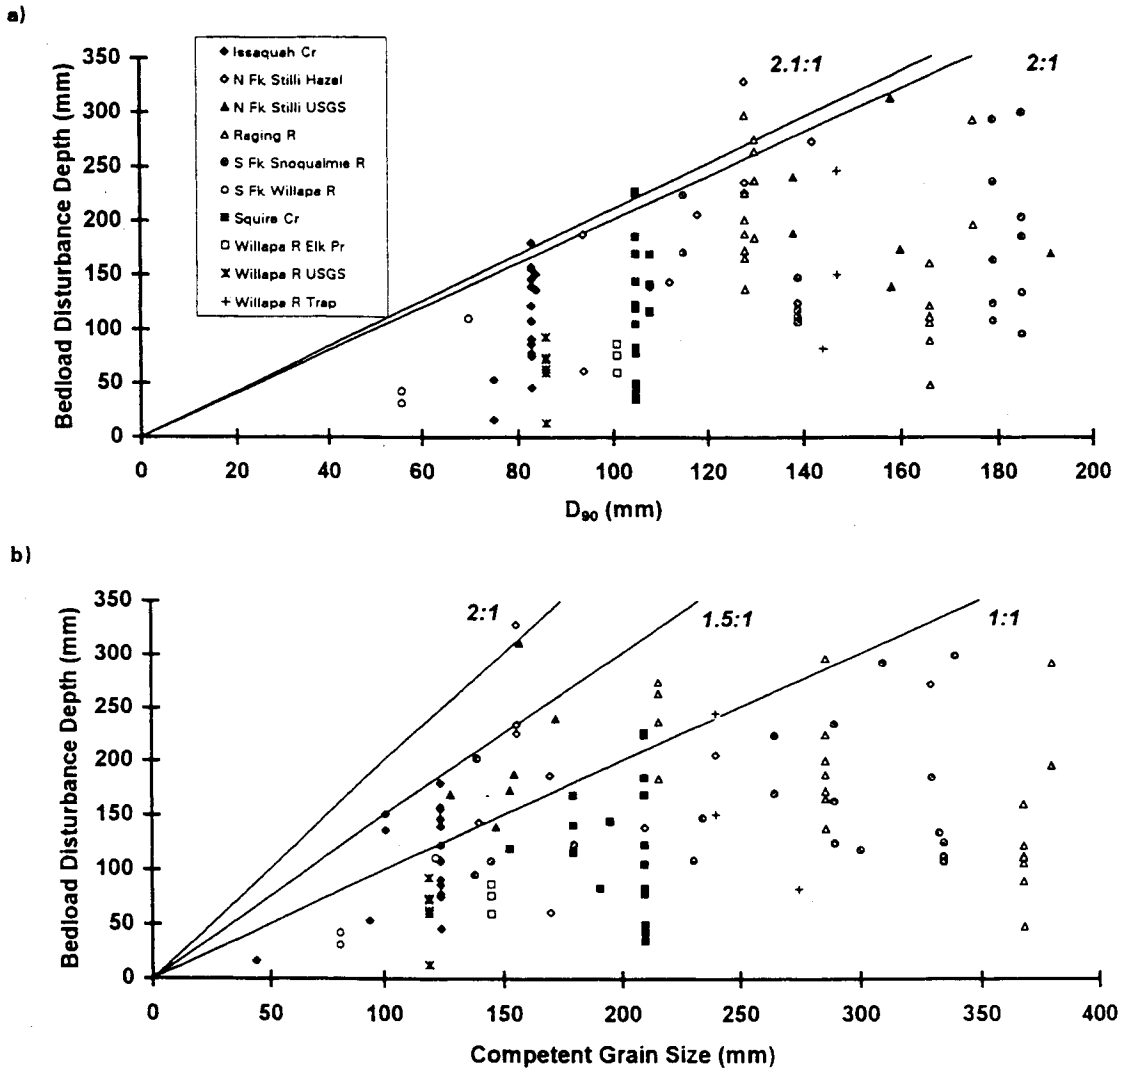 a)
350
300
250
200
150
100
50
0
Bedload Disturbance Depth (mm)
Issaquah Cr
N Fk Stilli Hazel
N Fk Stilli USGS
Raging R
S Fk Snoqualmie R
S Fk Willapa R
Squire Cr
Willapa R Elk Pr
Willapa R USGS
Willapa R Trap
2.1:1
2:1
0 20 40 60 80 100 120 140 160 180 200
D₉₀ (mm)
b)
350
300
250
200
150
100
50
0
Bedload Disturbance Depth (mm)
2:1
1.5:1
1:1
0 50 100 150 200 250 300 350 400
Competent Grain Size (mm)